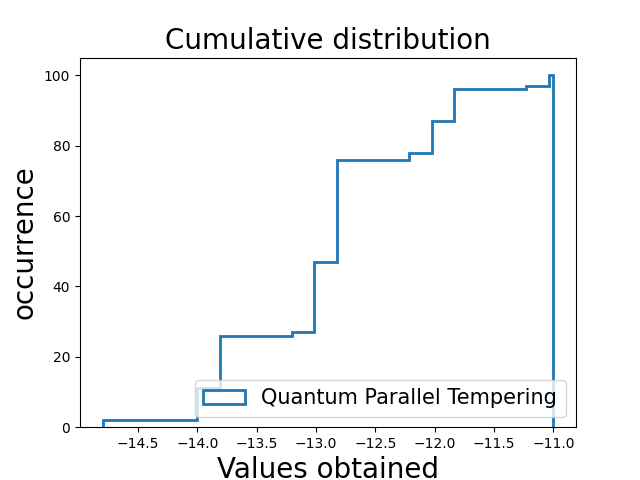 Cumulative distribution
occurrence
100
80
60
40
20
0
Quantum Parallel Tempering
−14.5 −14.0 −13.5 −13.0 −12.5 −12.0 −11.5 −11.0
Values obtained